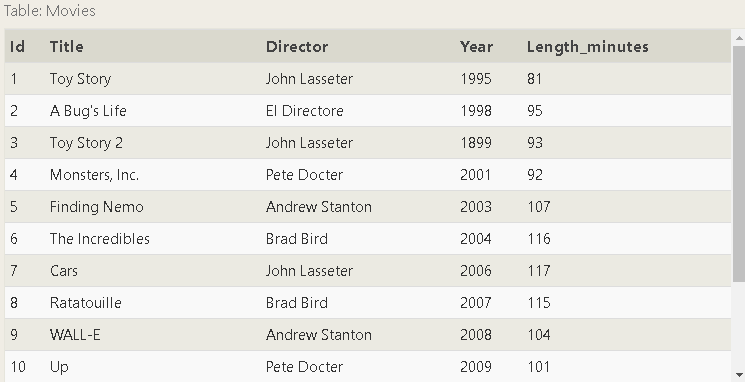 Table: Movies
Id Title Director Year Length_minutes
1 Toy Story John Lasseter 1995 81
2 A Bug's Life El Directore 1998 95
3 Toy Story 2 John Lasseter 1899 93
4 Monsters, Inc. Pete Docter 2001 92
5 Finding Nemo Andrew Stanton 2003 107
6 The Incredibles Brad Bird 2004 116
7 Cars John Lasseter 2006 117
8 Ratatouille Brad Bird 2007 115
9 WALL-E Andrew Stanton 2008 104
10 Up Pete Docter 2009 101